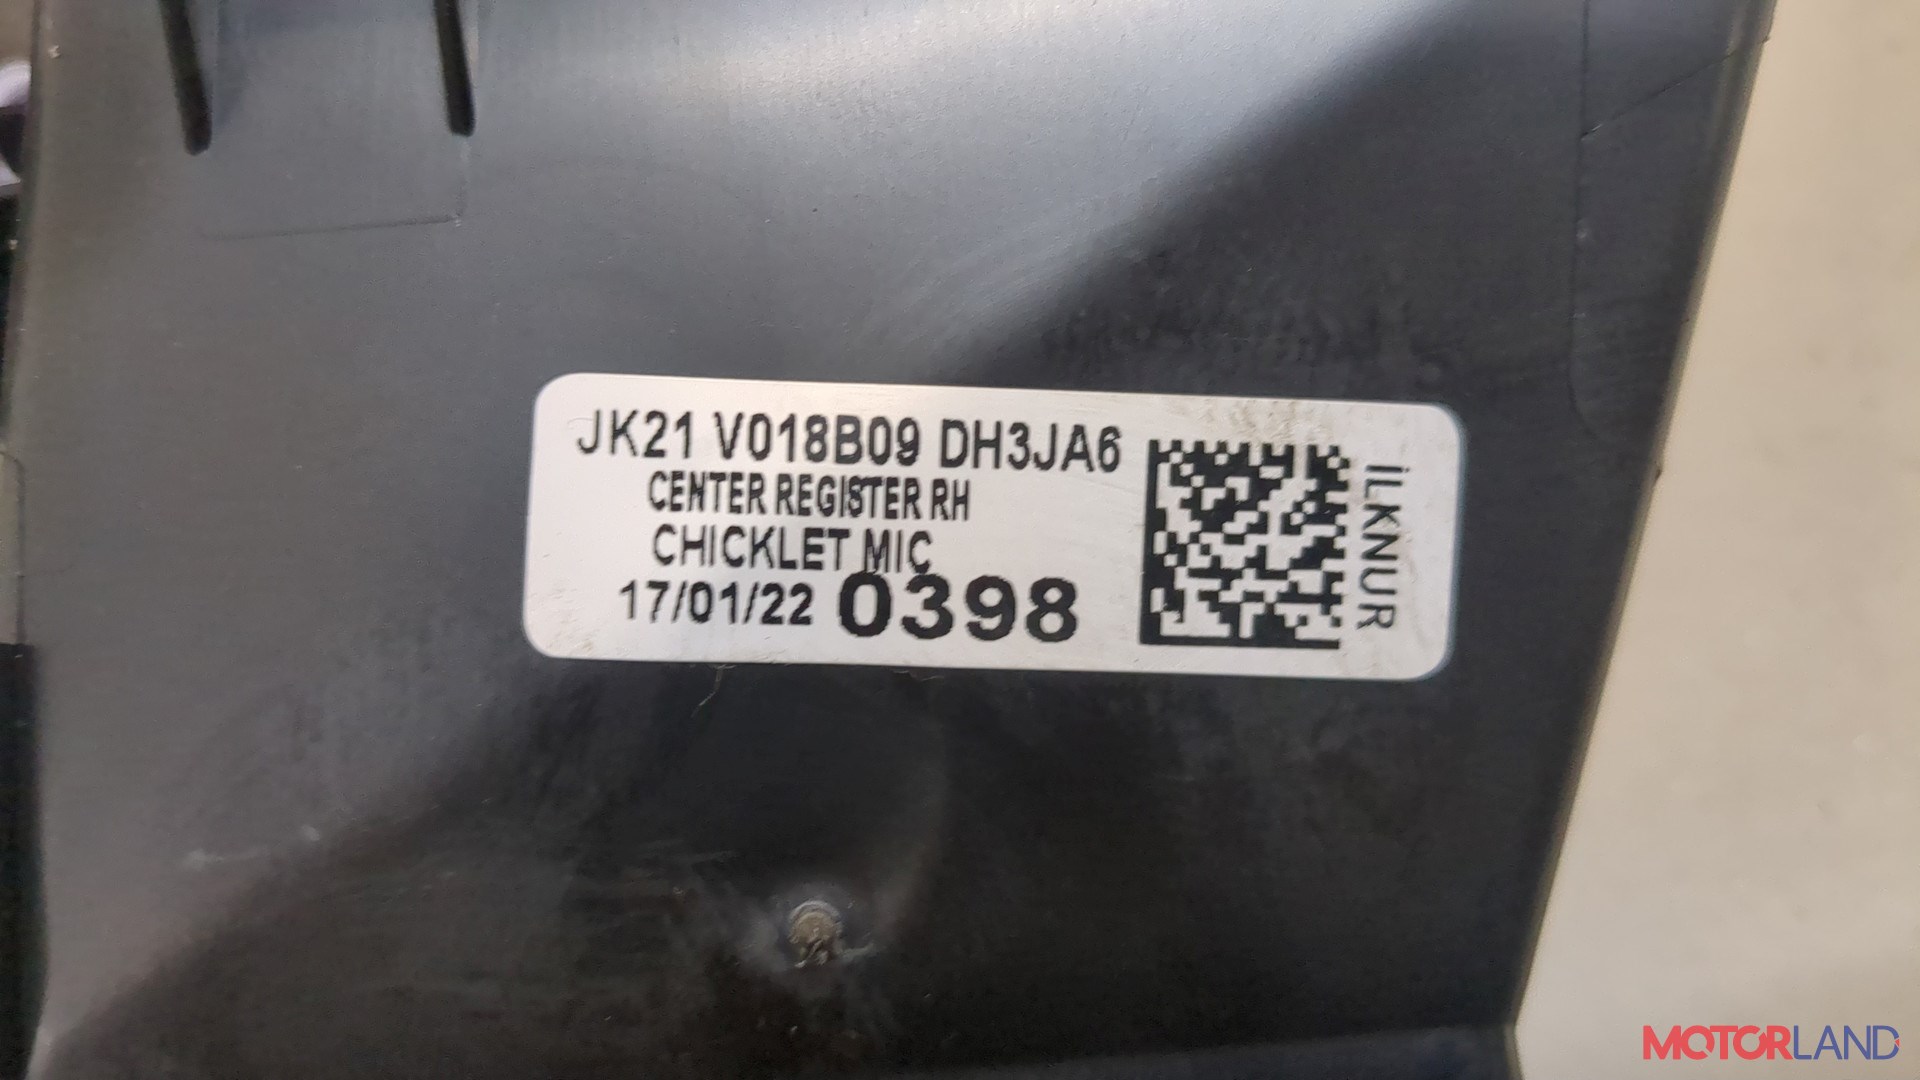 JK21 V018B09 DH3JA6
CENTER REGISTER RH
CHICKLET MIC
17/01/22 0398
İLKNUR
MOTORLAND